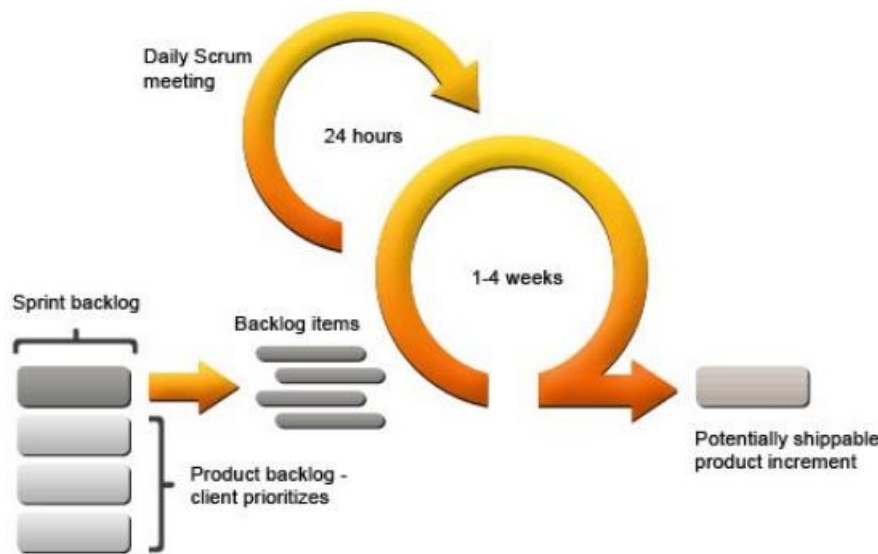 Daily Scrum
meeting
24 hours
1-4 weeks
Sprint backlog
Backlog items
Potentially shippable
product increment
Product backlog -
client prioritizes